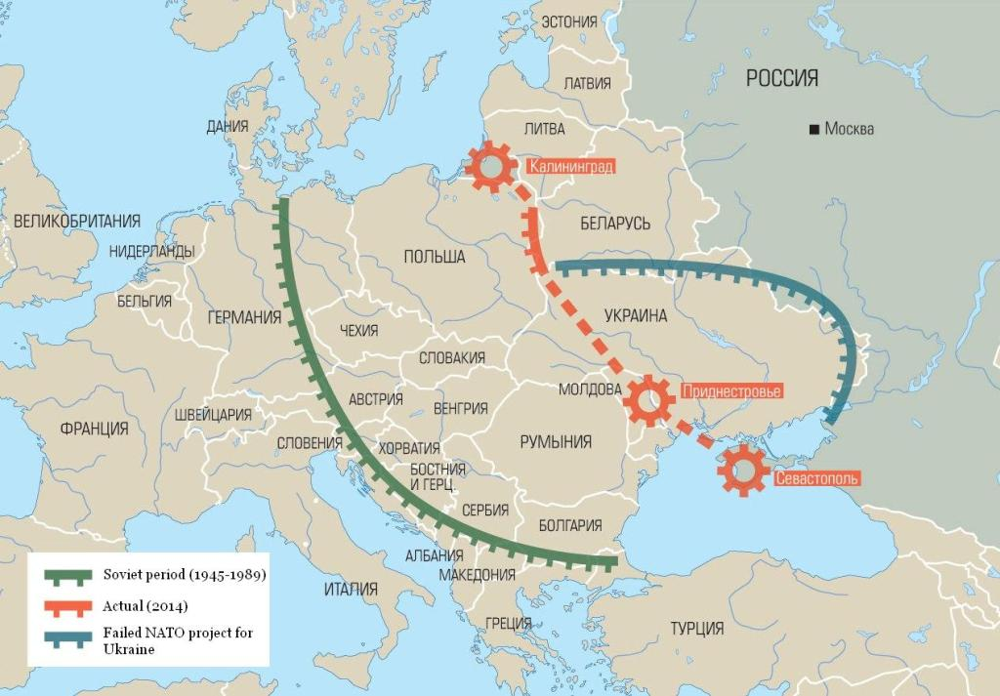 ЭСТОНИЯ
РОССИЯ
ЛАТВИЯ
ДАНИЯ
ЛИТВА
Москва
Калининград
ВЕЛИКОБРИТАНИЯ
БЕЛАРУСЬ
НИДЕРЛАНДЫ
ПОЛЬША
БЕЛЬГИЯ
ГЕРМАНИЯ
УКРАИНА
ЧЕХИЯ
СЛОВАКИЯ
МОЛДОВА
Приднестровье
АВСТРИЯ
ВЕНГРИЯ
ШВЕЙЦАРИЯ
ФРАНЦИЯ
СЛОВЕНИЯ
ХОРВАТИЯ
РУМЫНИЯ
БОСТНИЯ
И ГЕРЦ.
Севастополь
СЕРБИЯ
БОЛГАРИЯ
АЛБАНИЯ
МАКЕДОНИЯ
ИТАЛИЯ
ГРЕЦИЯ
ТУРЦИЯ
Soviet period (1945-1989)
Actual (2014)
Failed NATO project for
Ukraine